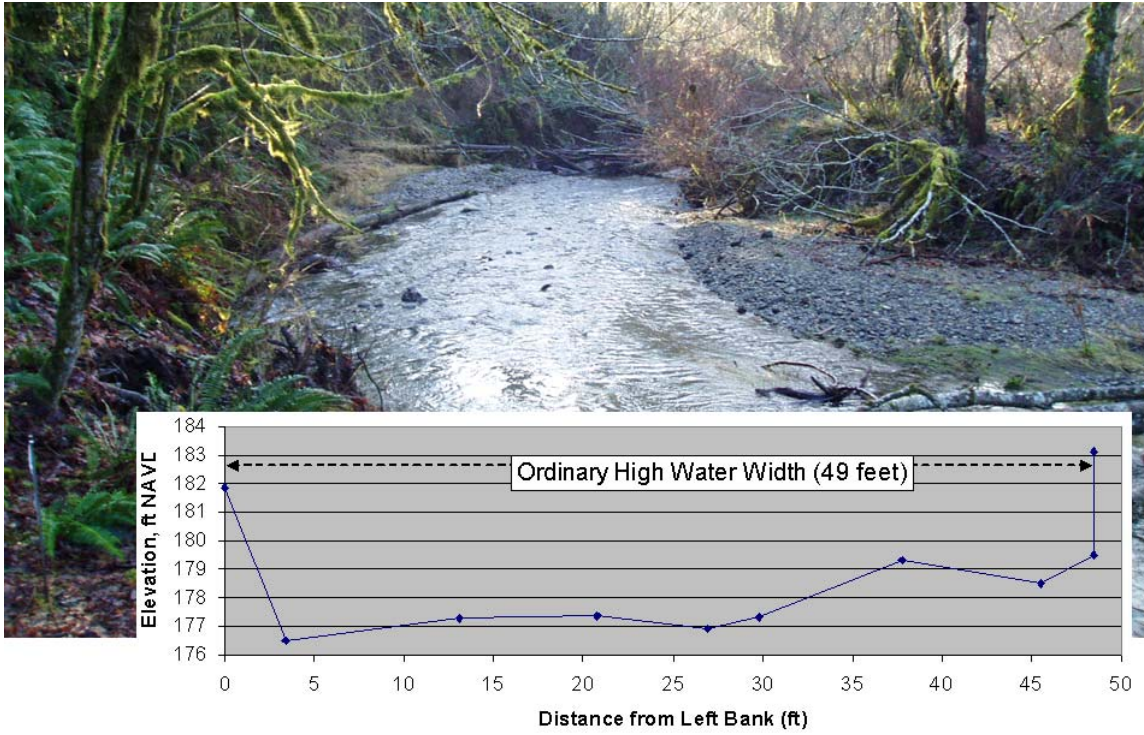 184
183
182
181
180
179
178
177
176
Elevation, ft NAVD
Ordinary High Water Width (49 feet)
0 5 10 15 20 25 30 35 40 45 50
Distance from Left Bank (ft)